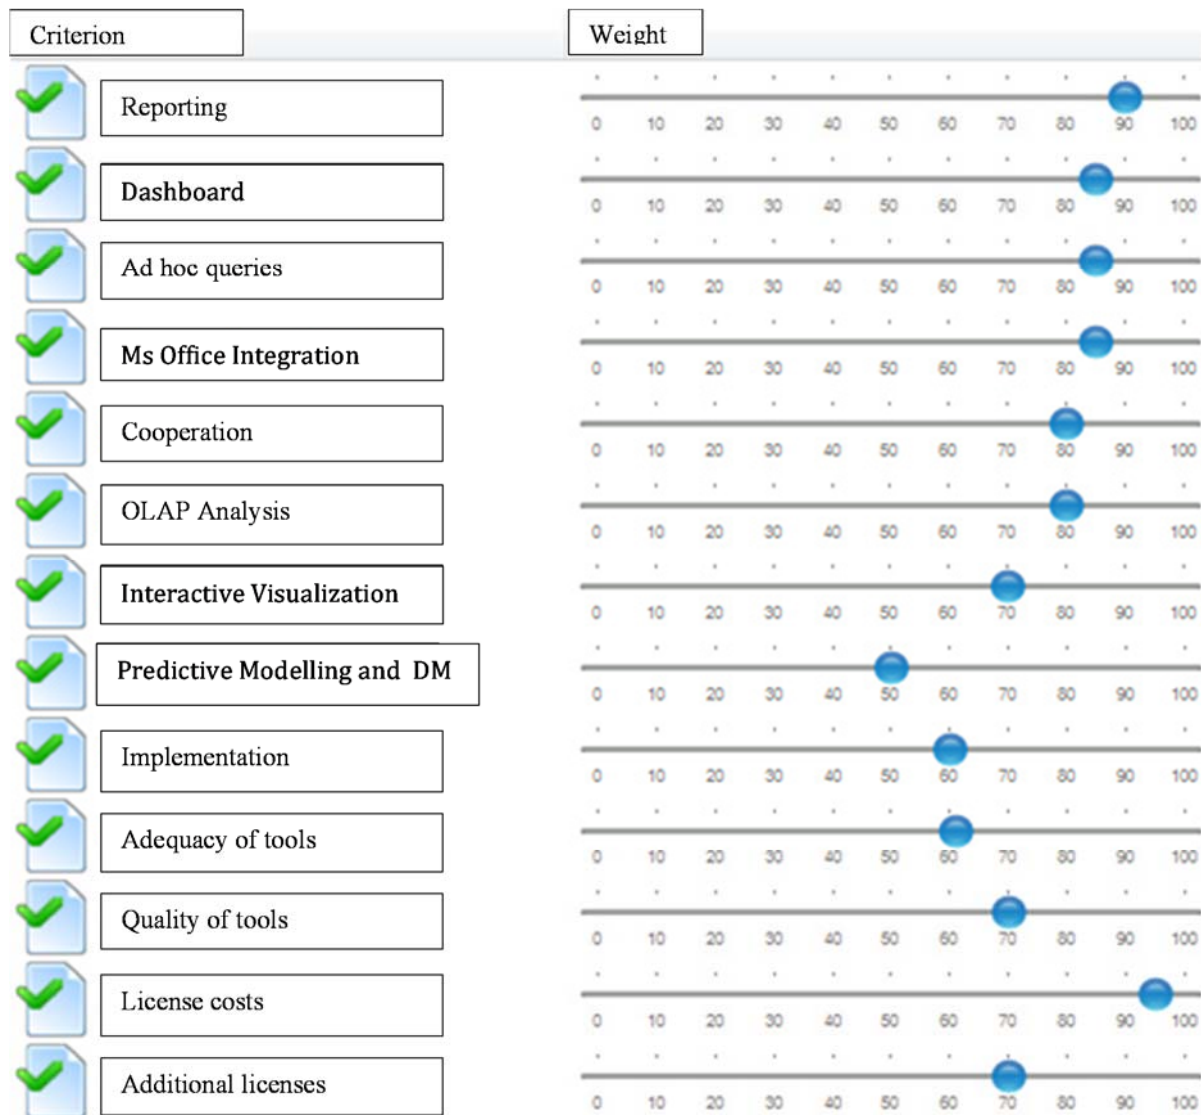 Criterion Weight
Reporting
0 10 20 30 40 50 60 70 80 90 100
Dashboard
0 10 20 30 40 50 60 70 80 90 100
Ad hoc queries
0 10 20 30 40 50 60 70 80 90 100
Ms Office Integration
0 10 20 30 40 50 60 70 80 90 100
Cooperation
0 10 20 30 40 50 60 70 80 90 100
OLAP Analysis
0 10 20 30 40 50 60 70 80 90 100
Interactive Visualization
0 10 20 30 40 50 60 70 80 90 100
Predictive Modelling and DM
0 10 20 30 40 50 60 70 80 90 100
Implementation
0 10 20 30 40 50 60 70 80 90 100
Adequacy of tools
0 10 20 30 40 50 60 70 80 90 100
Quality of tools
0 10 20 30 40 50 60 70 80 90 100
License costs
0 10 20 30 40 50 60 70 80 90 100
Additional licenses
0 10 20 30 40 50 60 70 80 90 100